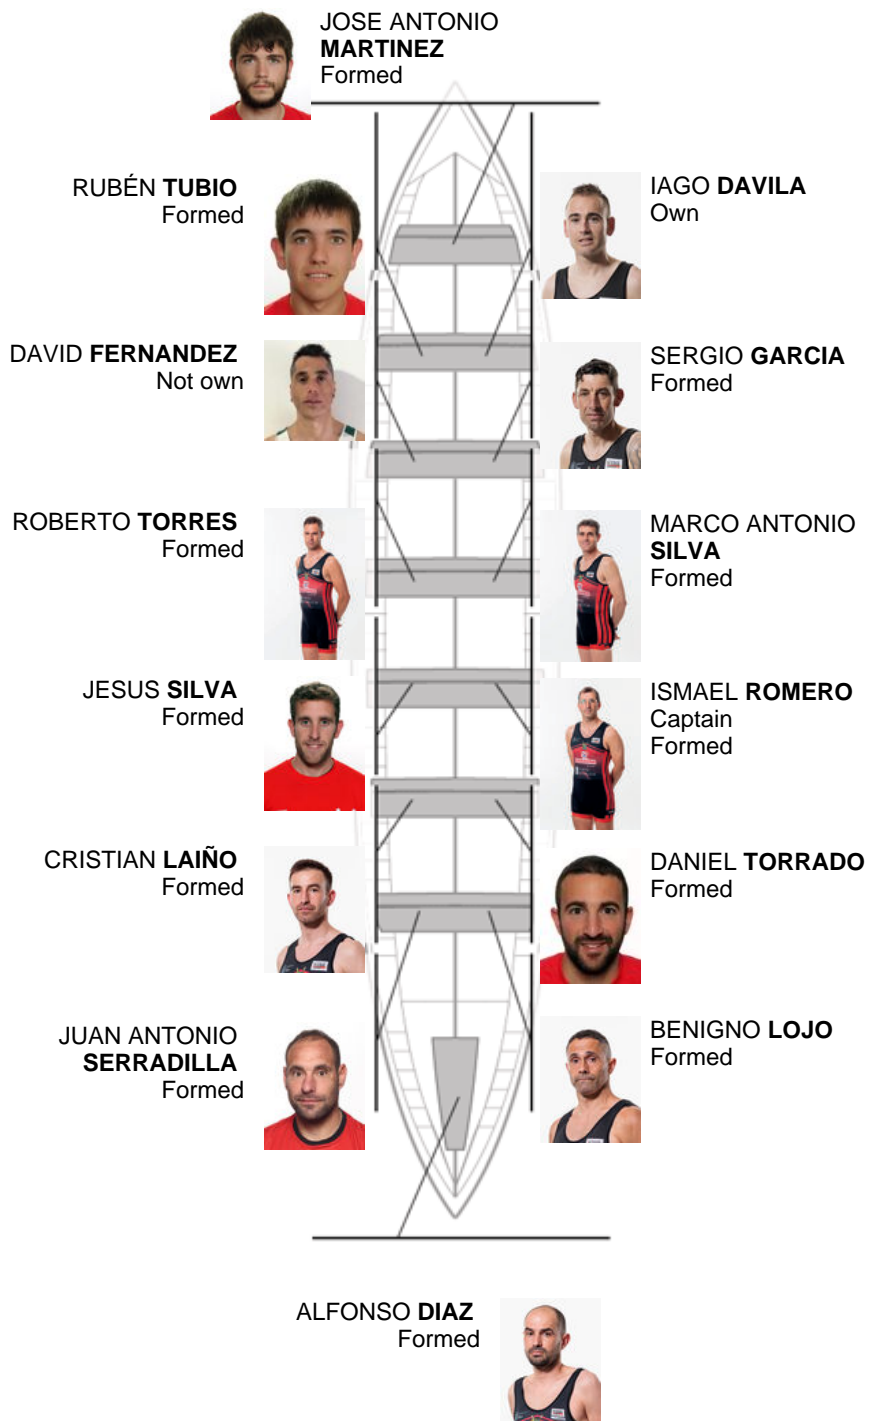 JOSE ANTONIO
MARTINEZ
Formed
RUBÉN TUBIO
Formed
IAGO DAVILA
Own
DAVID FERNANDEZ
Not own
SERGIO GARCIA
Formed
ROBERTO TORRES
Formed
MARCO ANTONIO
SILVA
Formed
JESUS SILVA
Formed
ISMAEL ROMERO
Captain
Formed
CRISTIAN LAIÑO
Formed
DANIEL TORRADO
Formed
JUAN ANTONIO
SERRADILLA
Formed
BENIGNO LOJO
Formed
ALFONSO DIAZ
Formed